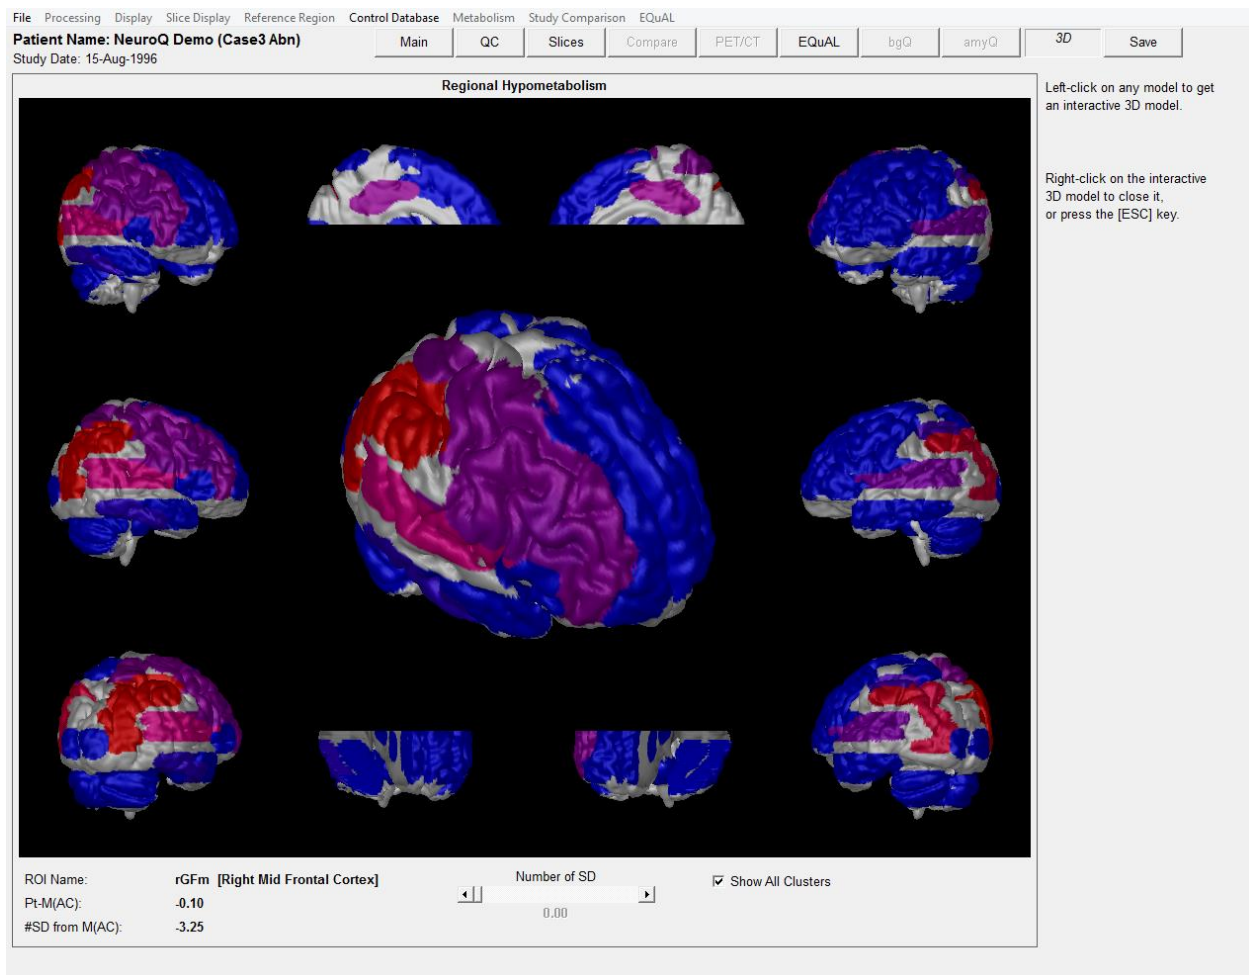 File Processing Display Slice Display Reference Region Control Database Metabolism Study Comparison EQuAL
Patient Name: NeuroQ Demo (Case3 Abn)
Study Date: 15-Aug-1996
Main QC Slices Compare PET/CT EQuAL bgQ amyQ 3D Save
Regional Hypometabolism
Left-click on any model to get
an interactive 3D model.
Right-click on the interactive
3D model to close it,
or press the [ESC] key.
ROI Name: rGFm [Right Mid Frontal Cortex]
Pt-M(AC): -0.10
#SD from M(AC): -3.25
Number of SD
0.00
Show All Clusters